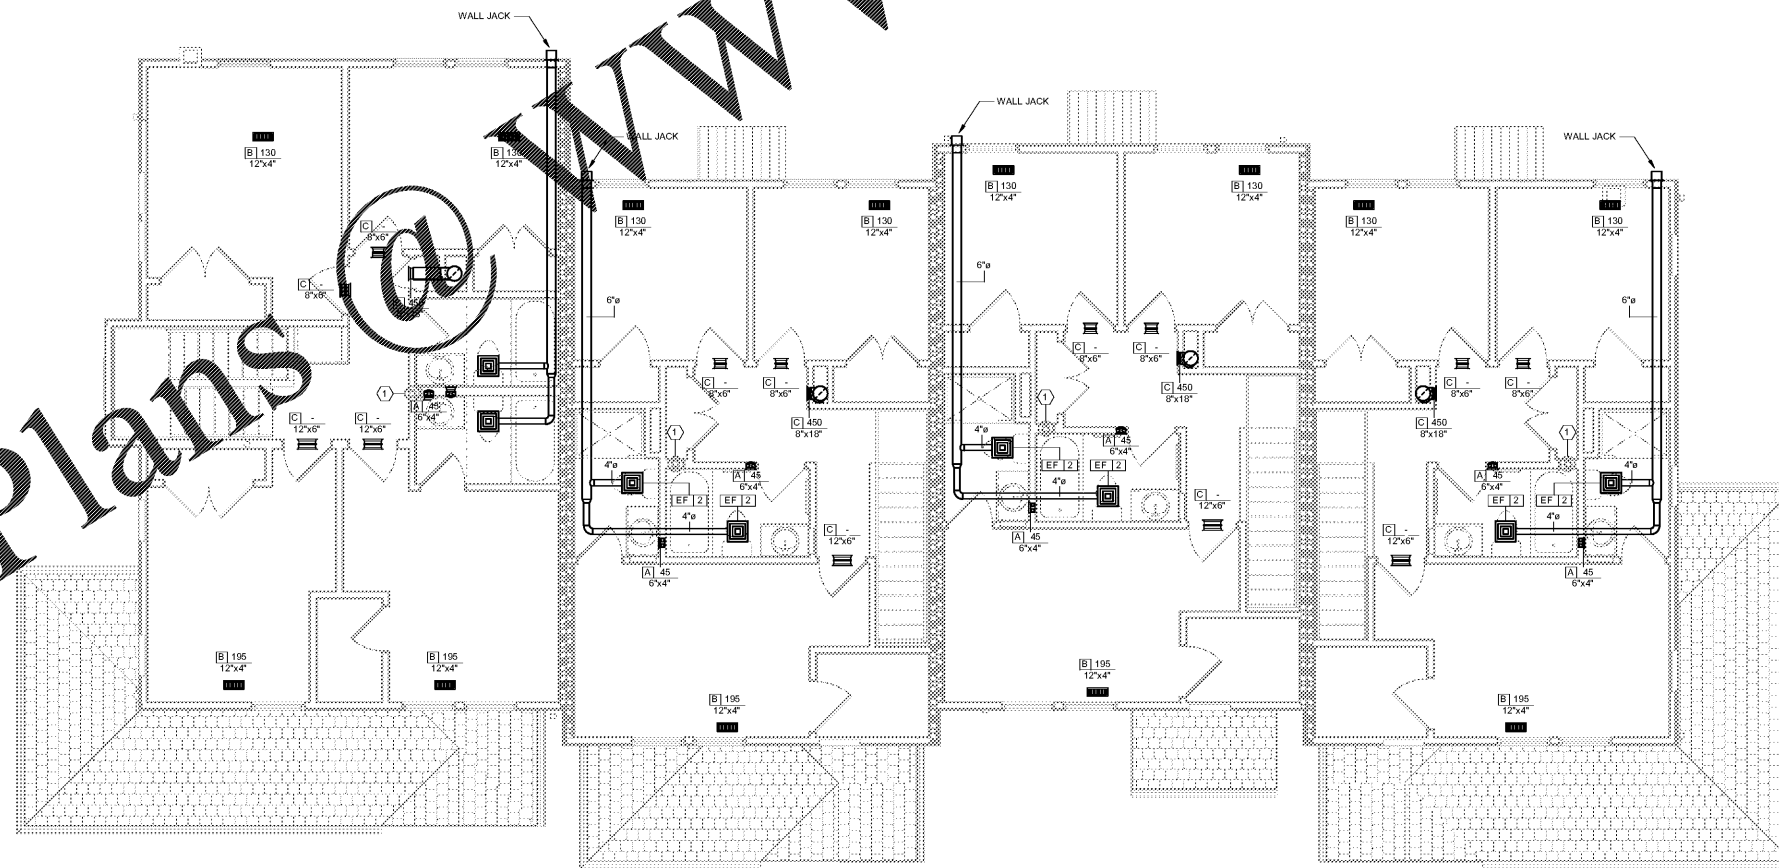 WALL JACK
WALL JACK
WALL JACK
WALL JACK
www
Plans @
B 130
12"x4"
B 130
12"x4"
B 130
12"x4"
B 130
12"x4"
B 130
12"x4"
B 130
12"x4"
B 130
12"x4"
B 130
12"x4"
C -
8"x6"
C -
8"x6"
6"ø
6"ø
6"ø
C -
8"x6"
C -
8"x6"
C -
8"x6"
C -
8"x6"
C -
8"x6"
C -
8"x6"
C 450
8"x18"
C 450
8"x18"
C 450
8"x18"
1
1
1
1
A 45
6"x4"
C -
12"x6"
C -
12"x6"
A 45
6"x4"
A 45
6"x4"
A 45
6"x4"
4"ø
4"ø
4"ø
EF 2
EF 2
EF 2
EF 2
EF 2
EF 2
4"ø
4"ø
4"ø
C -
12"x6"
C -
12"x6"
C -
12"x6"
A 45
6"x4"
A 45
6"x4"
A 45
6"x4"
B 195
12"x4"
B 195
12"x4"
B 195
12"x4"
B 195
12"x4"
B 195
12"x4"